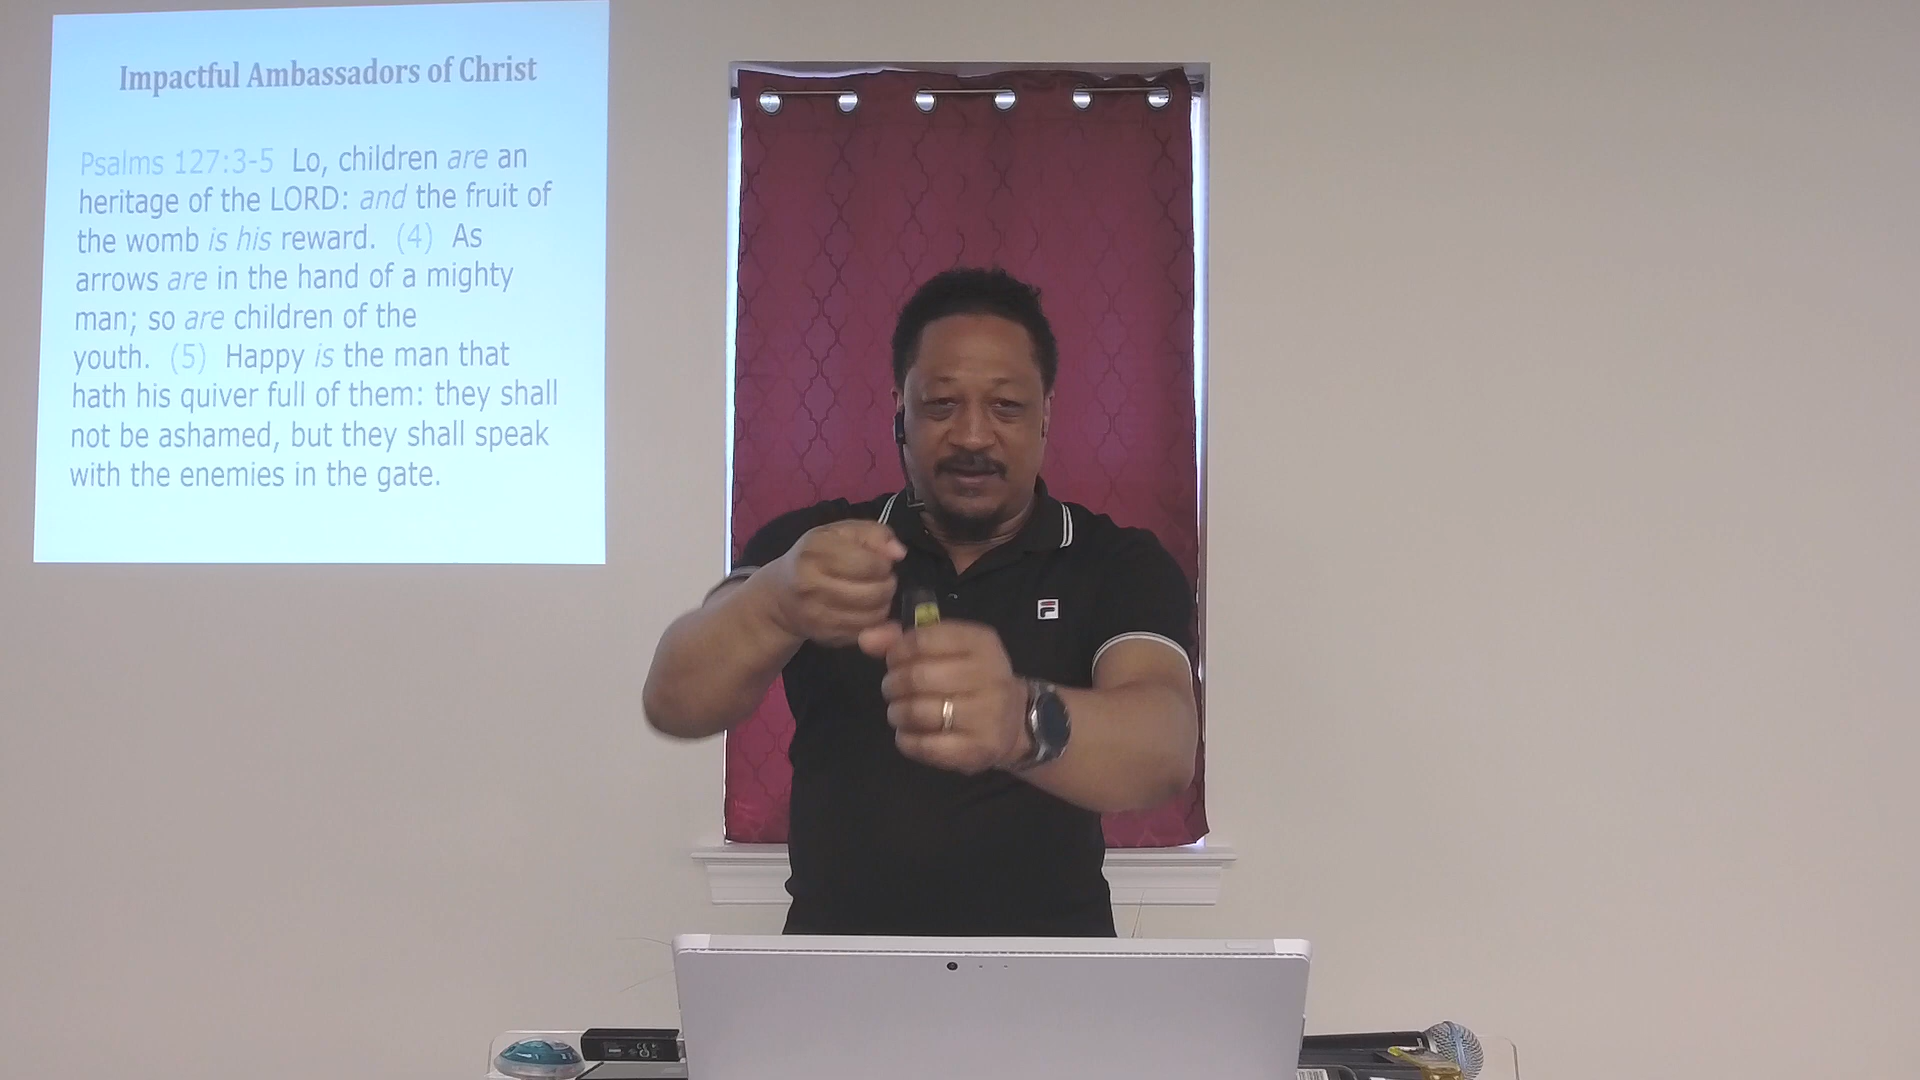 Impactful Ambassadors of Christ
Psalms 127:3-5 Lo, children are an
heritage of the LORD: and the fruit of
the womb is his reward. (4) As
arrows are in the hand of a mighty
man; so are children of the
youth. (5) Happy is the man that
hath his quiver full of them: they shall
not be ashamed, but they shall speak
with the enemies in the gate.